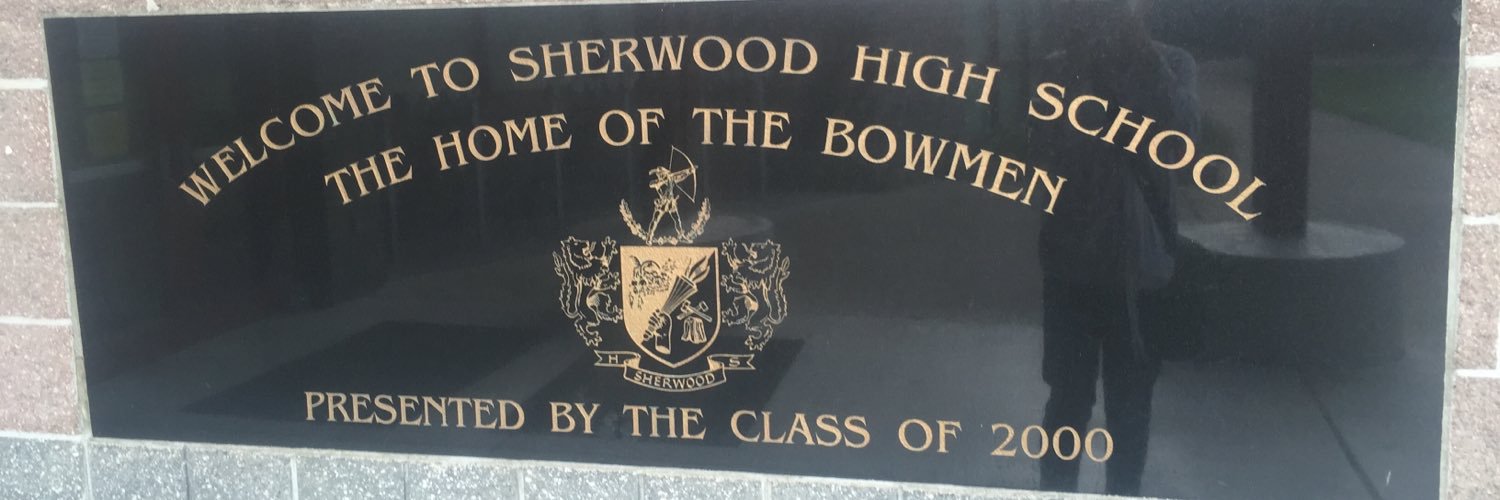 WELCOME TO SHERWOOD HIGH SCHOOL
THE HOME OF THE BOWMEN
H S
SHERWOOD
PRESENTED BY THE CLASS OF 2000